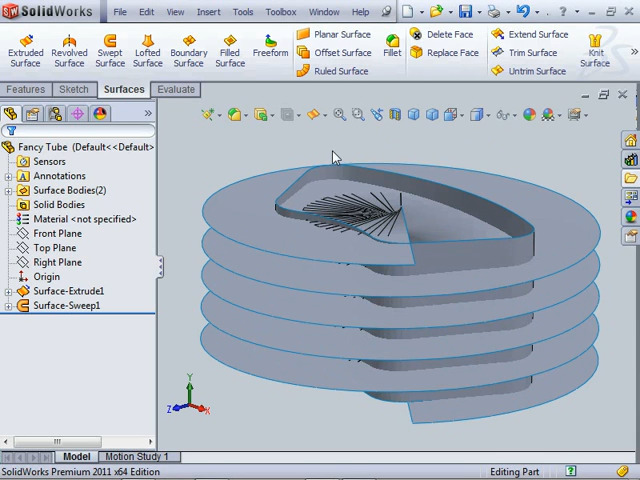 SW SolidWorks File Edit View Insert Tools Toolbox Window Help
Extruded Surface
Revolved Surface
Swept Surface
Lofted Surface
Boundary Surface
Filled Surface
Freeform
Planar Surface
Offset Surface
Ruled Surface
Fillet
Delete Face
Replace Face
Extend Surface
Trim Surface
Untrim Surface
Knit Surface
Features Sketch Surfaces Evaluate
Fancy Tube (Default<<Default>
Sensors
Annotations
Surface Bodies(2)
Solid Bodies
Material <not specified>
Front Plane
Top Plane
Right Plane
Origin
Surface-Extrude1
Surface-Sweep1
Y
Z X
Model Motion Study 1
SolidWorks Premium 2011 x64 Edition Editing Part